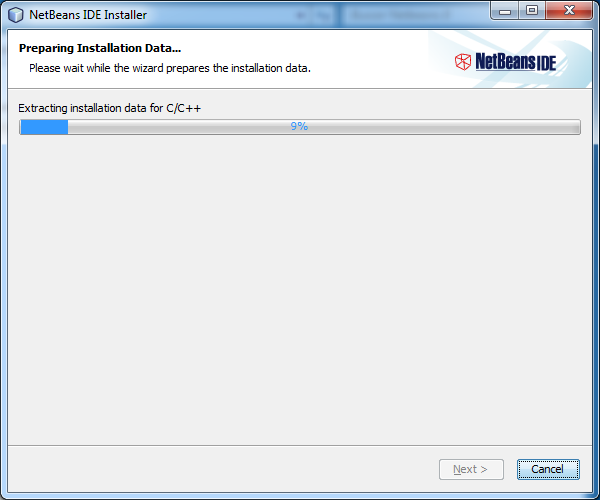 NetBeans IDE Installer
Preparing Installation Data...
Please wait while the wizard prepares the installation data.
NetBeans IDE
Extracting installation data for C/C++
9%
Next >
Cancel